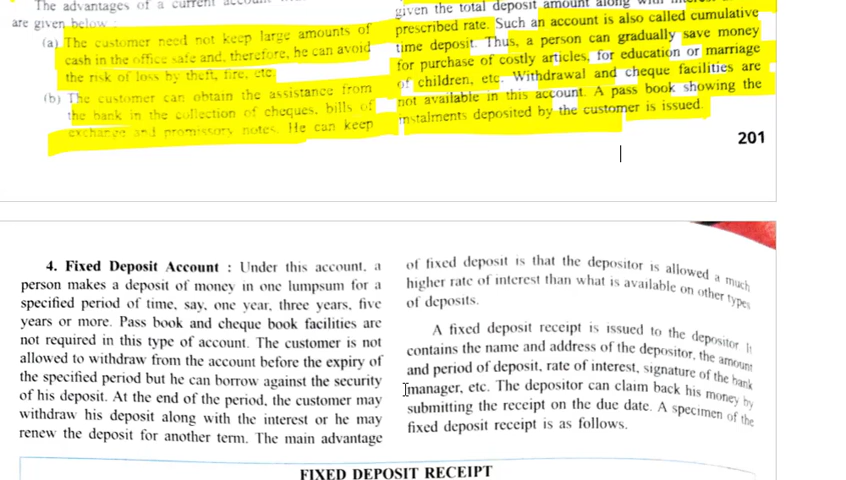 The advantages of a current
are given below :
(a) The customer need not keep large amounts of
cash in the office safe and, therefore, he can avoid
the risk of loss by theft, fire, etc.
(b) The customer can obtain the assistance from
the bank in the collection of cheques, bills of
exchange and promissory notes. He can keep
given the total deposit amount along with
prescribed rate. Such an account is also called cumulative
time deposit. Thus, a person can gradually save money
for purchase of costly articles, for education or marriage
of children, etc. Withdrawal and cheque facilities are
not available in this account. A pass book showing the
instalments deposited by the customer is issued.
201
4. Fixed Deposit Account : Under this account, a
person makes a deposit of money in one lumpsum for a
specified period of time, say, one year, three years, five
years or more. Pass book and cheque book facilities are
not required in this type of account. The customer is not
allowed to withdraw from the account before the expiry of
the specified period but he can borrow against the security
of his deposit. At the end of the period, the customer may
withdraw his deposit along with the interest or he may
renew the deposit for another term. The main advantage
of fixed deposit is that the depositor is allowed a much
higher rate of interest than what is available on other types
of deposits.
A fixed deposit receipt is issued to the depositor It
contains the name and address of the depositor, the amount
and period of deposit, rate of interest, signature of the bank
manager, etc. The depositor can claim back his money by
submitting the receipt on the due date. A specimen of the
fixed deposit receipt is as follows.
FIXED DEPOSIT RECEIPT